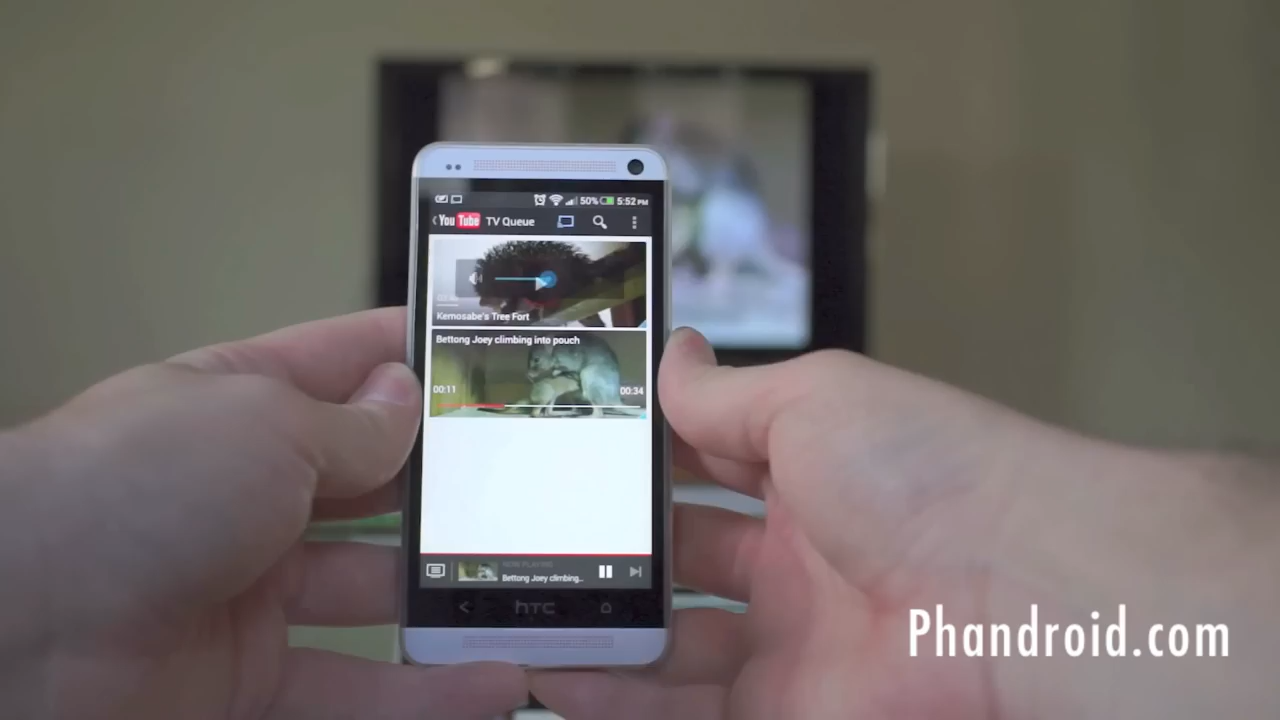 50% 5:52 PM
YouTube TV Queue
Kemosabe's Tree Fort
Bettong Joey climbing into pouch
00:11 00:34
NOW PLAYING
Bettong Joey climbing...
hTC
Phandroid.com